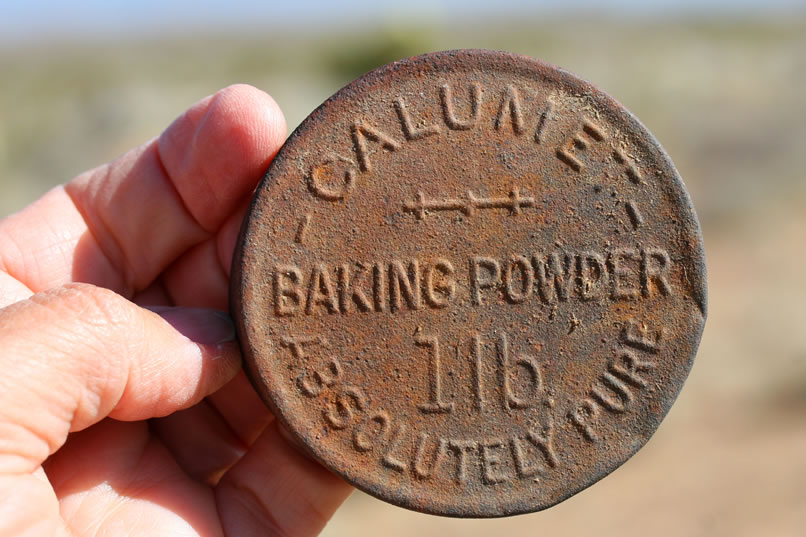 CALUMET
BAKING POWDER
1 lb.
ABSOLUTELY PURE